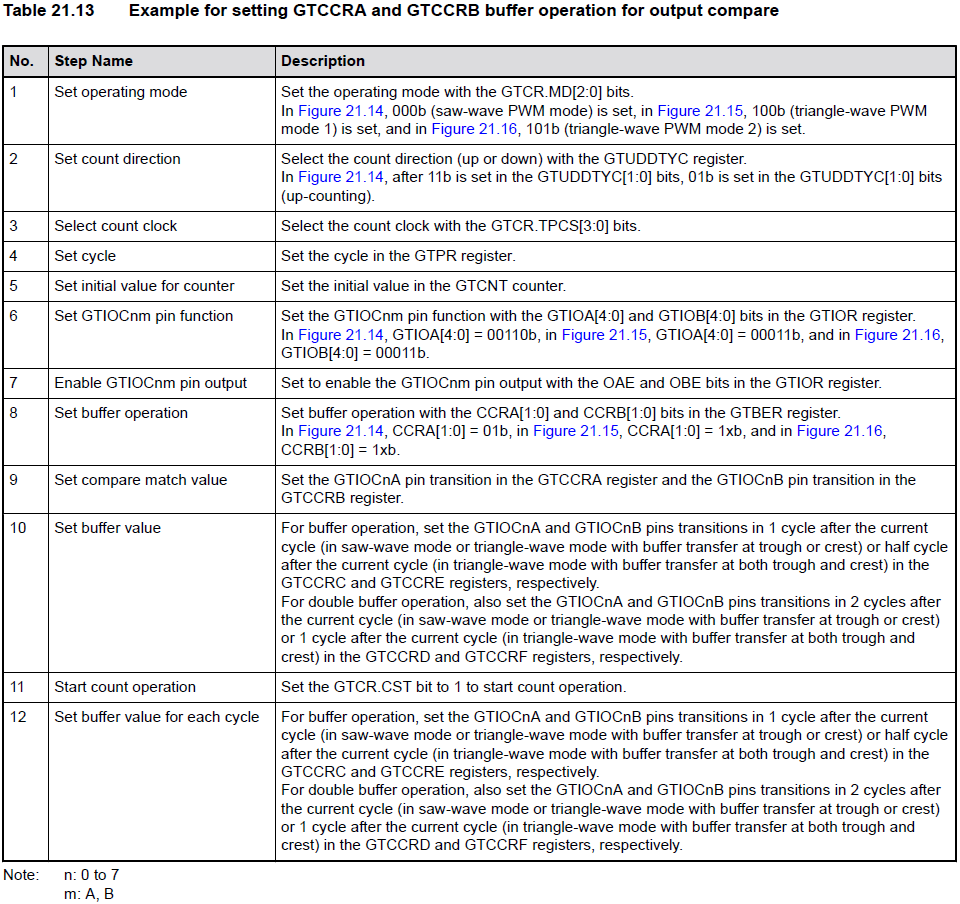 Table 21.13 Example for setting GTCCRA and GTCCRB buffer operation for output compare
No. Step Name Description
1 Set operating mode Set the operating mode with the GTCR.MD[2:0] bits.
In Figure 21.14, 000b (saw-wave PWM mode) is set, in Figure 21.15, 100b (triangle-wave PWM
mode 1) is set, and in Figure 21.16, 101b (triangle-wave PWM mode 2) is set.
2 Set count direction Select the count direction (up or down) with the GTUDDTYC register.
In Figure 21.14, after 11b is set in the GTUDDTYC[1:0] bits, 01b is set in the GTUDDTYC[1:0] bits
(up-counting).
3 Select count clock Select the count clock with the GTCR.TPCS[3:0] bits.
4 Set cycle Set the cycle in the GTPR register.
5 Set initial value for counter Set the initial value in the GTCNT counter.
6 Set GTIOCnm pin function Set the GTIOCnm pin function with the GTIOA[4:0] and GTIOB[4:0] bits in the GTIOR register.
In Figure 21.14, GTIOA[4:0] = 00110b, in Figure 21.15, GTIOA[4:0] = 00011b, and in Figure 21.16,
GTIOB[4:0] = 00011b.
7 Enable GTIOCnm pin output Set to enable the GTIOCnm pin output with the OAE and OBE bits in the GTIOR register.
8 Set buffer operation Set buffer operation with the CCRA[1:0] and CCRB[1:0] bits in the GTBER register.
In Figure 21.14, CCRA[1:0] = 01b, in Figure 21.15, CCRA[1:0] = 1xb, and in Figure 21.16,
CCRB[1:0] = 1xb.
9 Set compare match value Set the GTIOCnA pin transition in the GTCCRA register and the GTIOCnB pin transition in the
GTCCRB register.
10 Set buffer value For buffer operation, set the GTIOCnA and GTIOCnB pins transitions in 1 cycle after the current
cycle (in saw-wave mode or triangle-wave mode with buffer transfer at trough or crest) or half cycle
after the current cycle (in triangle-wave mode with buffer transfer at both trough and crest) in the
GTCCRC and GTCCRE registers, respectively.
For double buffer operation, also set the GTIOCnA and GTIOCnB pins transitions in 2 cycles after
the current cycle (in saw-wave mode or triangle-wave mode with buffer transfer at trough or crest)
or 1 cycle after the current cycle (in triangle-wave mode with buffer transfer at both trough and
crest) in the GTCCRD and GTCCRF registers, respectively.
11 Start count operation Set the GTCR.CST bit to 1 to start count operation.
12 Set buffer value for each cycle For buffer operation, set the GTIOCnA and GTIOCnB pins transitions in 1 cycle after the current
cycle (in saw-wave mode or triangle-wave mode with buffer transfer at trough or crest) or half cycle
after the current cycle (in triangle-wave mode with buffer transfer at both trough and crest) in the
GTCCRC and GTCCRE registers, respectively.
For double buffer operation, also set the GTIOCnA and GTIOCnB pins transitions in 2 cycles after
the current cycle (in saw-wave mode or triangle-wave mode with buffer transfer at trough or crest)
or 1 cycle after the current cycle (in triangle-wave mode with buffer transfer at both trough and
crest) in the GTCCRD and GTCCRF registers, respectively.
Note: n: 0 to 7
m: A, B